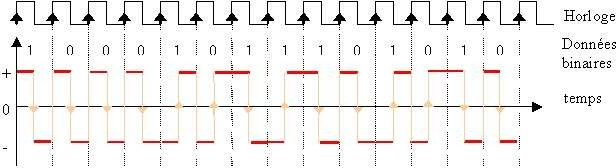 Horloge
1 0 0 0 1 0 1 1 1 0 1 0 1 0 Données
binaires
+
temps
0
-